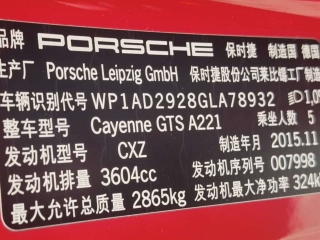 品牌 PORSCHE 保时捷 制造国 德国
生产厂 Porsche Leipzig GmbH 保时捷股份公司莱比锡工厂制造
车辆识别代号 WP1AD2928GLA78932
整车型号 Cayenne GTS A221 乘坐人数 5
发动机型号 CXZ 制造年月 2015.11
发动机排量 3604cc 发动机序列号 007998
最大允许总质量 2865kg 发动机最大净功率 324k